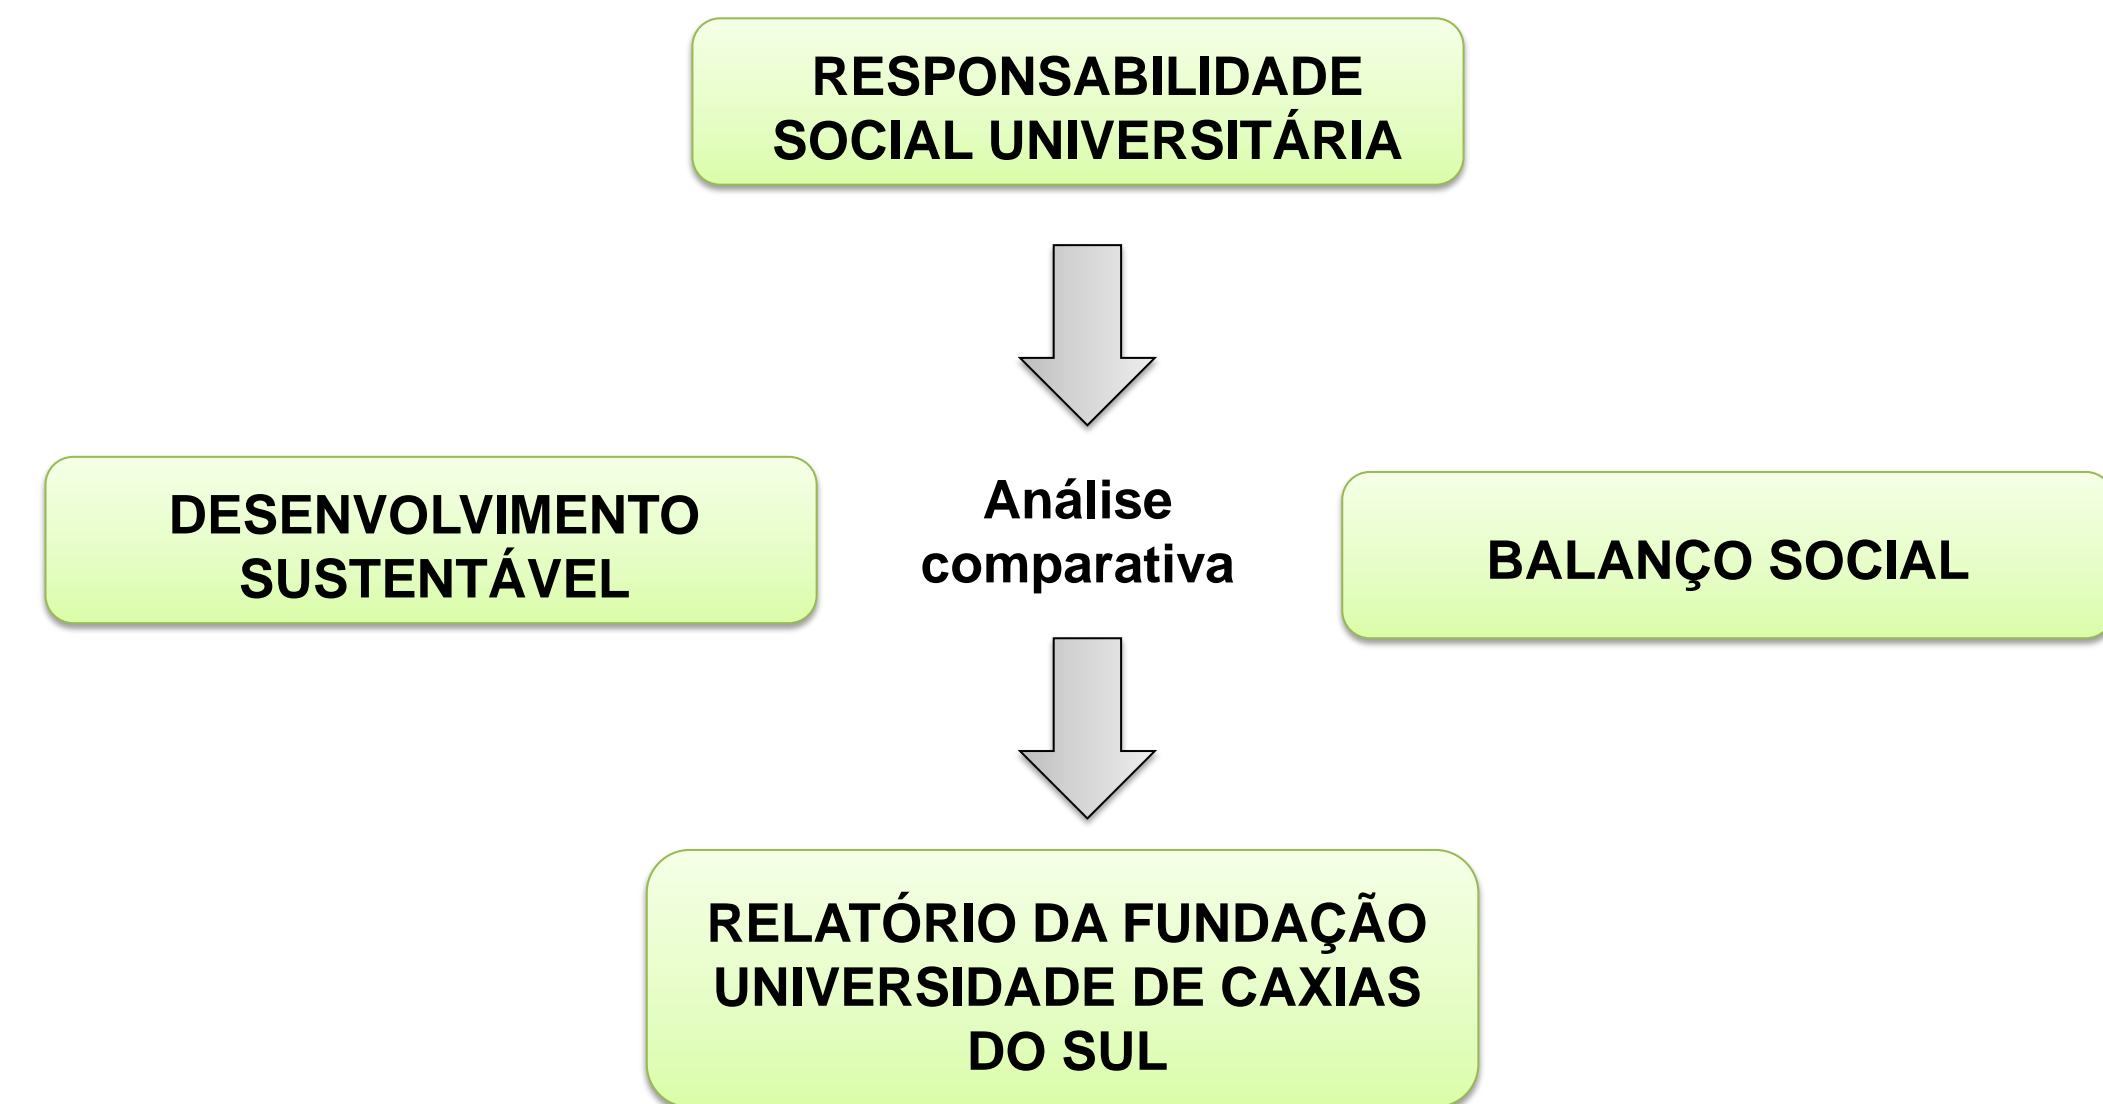 RESPONSABILIDADE
SOCIAL UNIVERSITÁRIA
DESENVOLVIMENTO
SUSTENTÁVEL
Análise
comparativa
BALANÇO SOCIAL
RELATÓRIO DA FUNDAÇÃO
UNIVERSIDADE DE CAXIAS
DO SUL